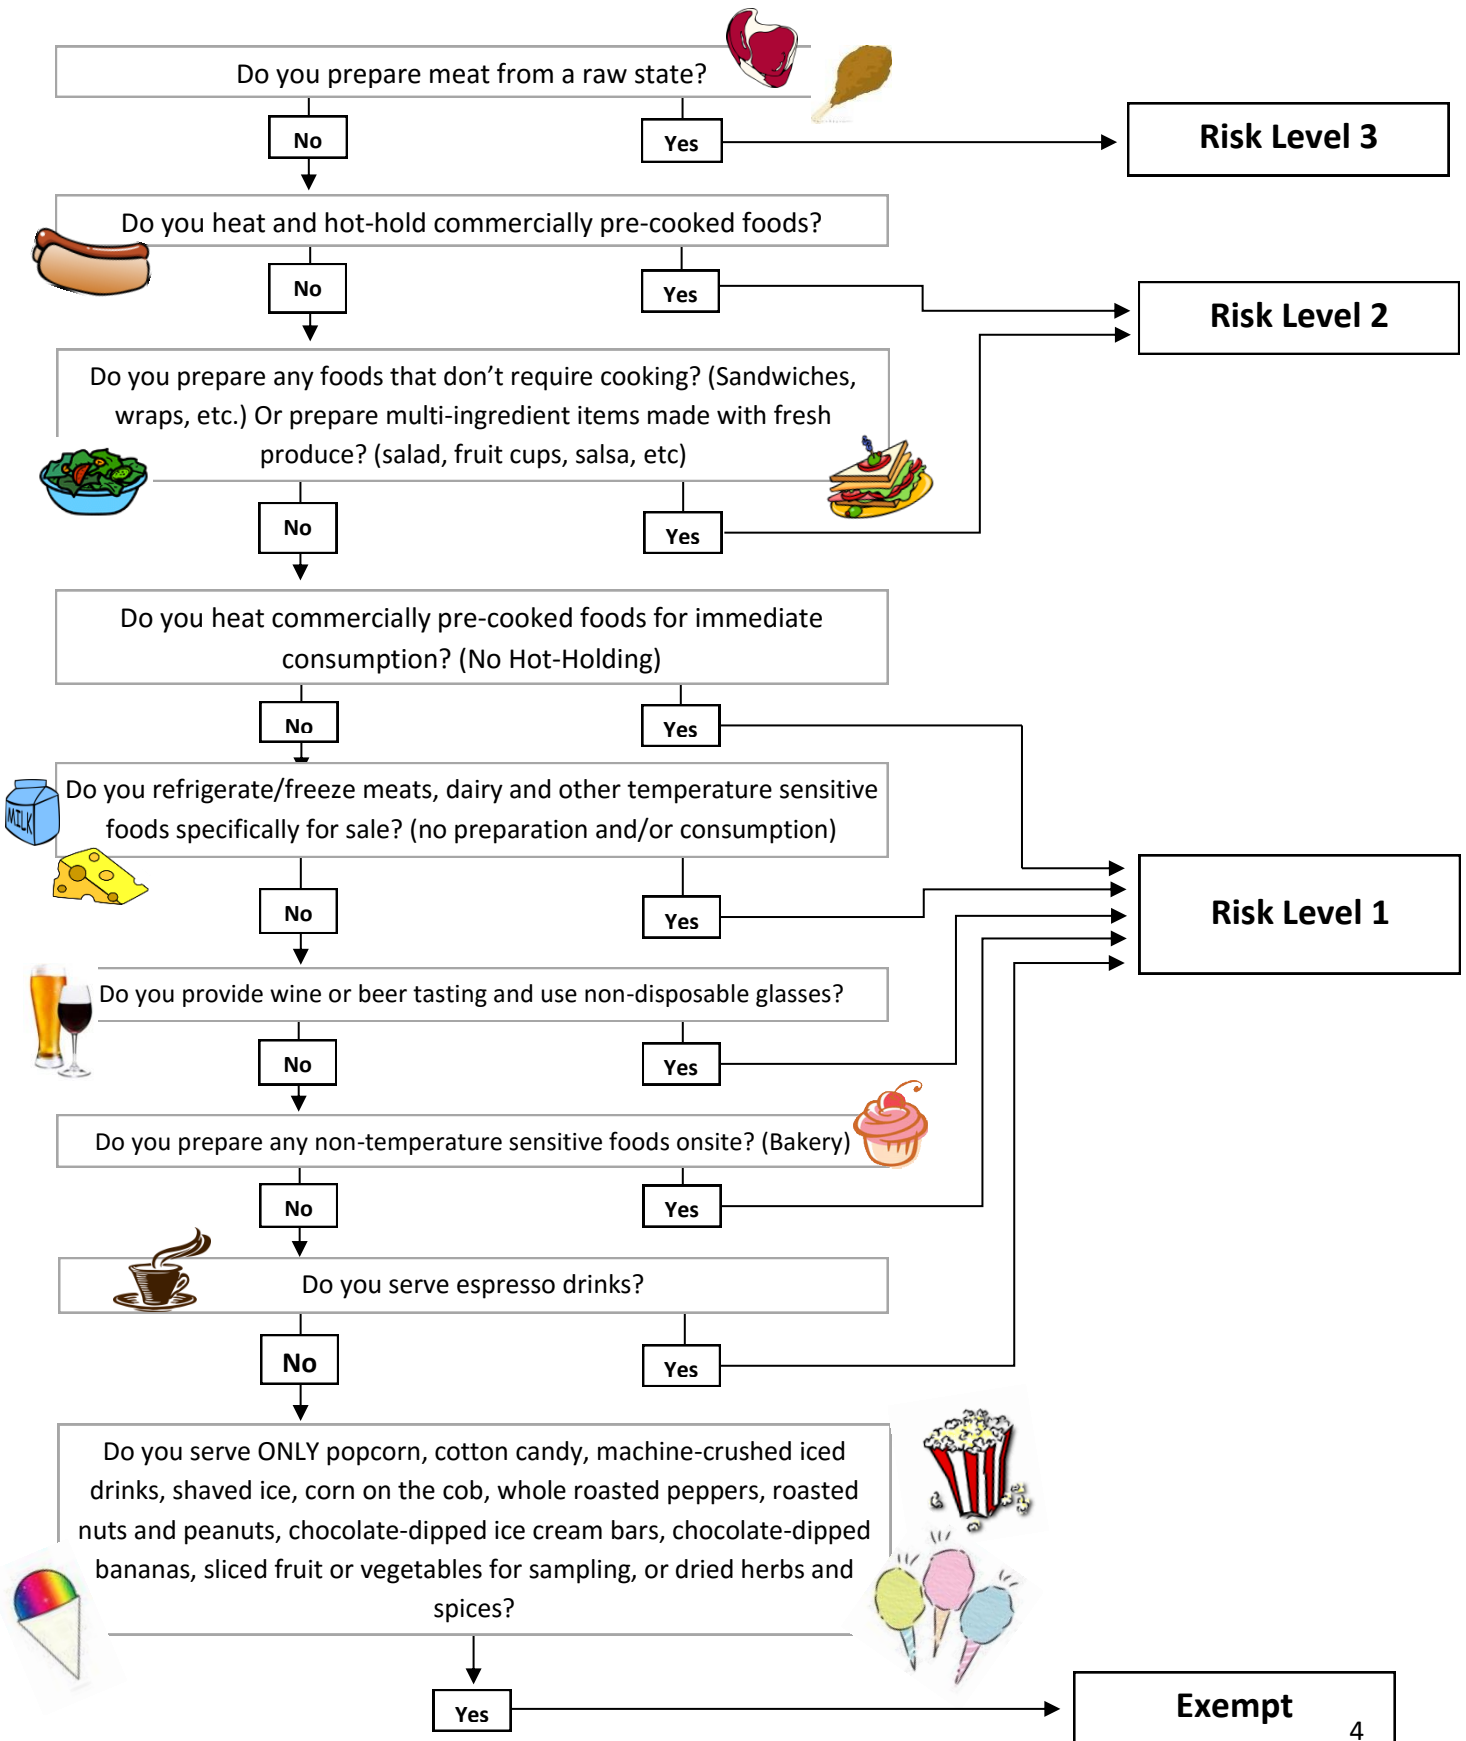 Do you prepare meat from a raw state?
No
Yes
Risk Level 3
Do you heat and hot-hold commercially pre-cooked foods?
No
Yes
Risk Level 2
Do you prepare any foods that don’t require cooking? (Sandwiches,
wraps, etc.) Or prepare multi-ingredient items made with fresh
produce? (salad, fruit cups, salsa, etc)
No
Yes
Do you heat commercially pre-cooked foods for immediate
consumption? (No Hot-Holding)
No
Yes
MILK
Do you refrigerate/freeze meats, dairy and other temperature sensitive
foods specifically for sale? (no preparation and/or consumption)
No
Yes
Risk Level 1
Do you provide wine or beer tasting and use non-disposable glasses?
No
Yes
Do you prepare any non-temperature sensitive foods onsite? (Bakery)
No
Yes
Do you serve espresso drinks?
No
Yes
Do you serve ONLY popcorn, cotton candy, machine-crushed iced
drinks, shaved ice, corn on the cob, whole roasted peppers, roasted
nuts and peanuts, chocolate-dipped ice cream bars, chocolate-dipped
bananas, sliced fruit or vegetables for sampling, or dried herbs and
spices?
Yes
Exempt
4